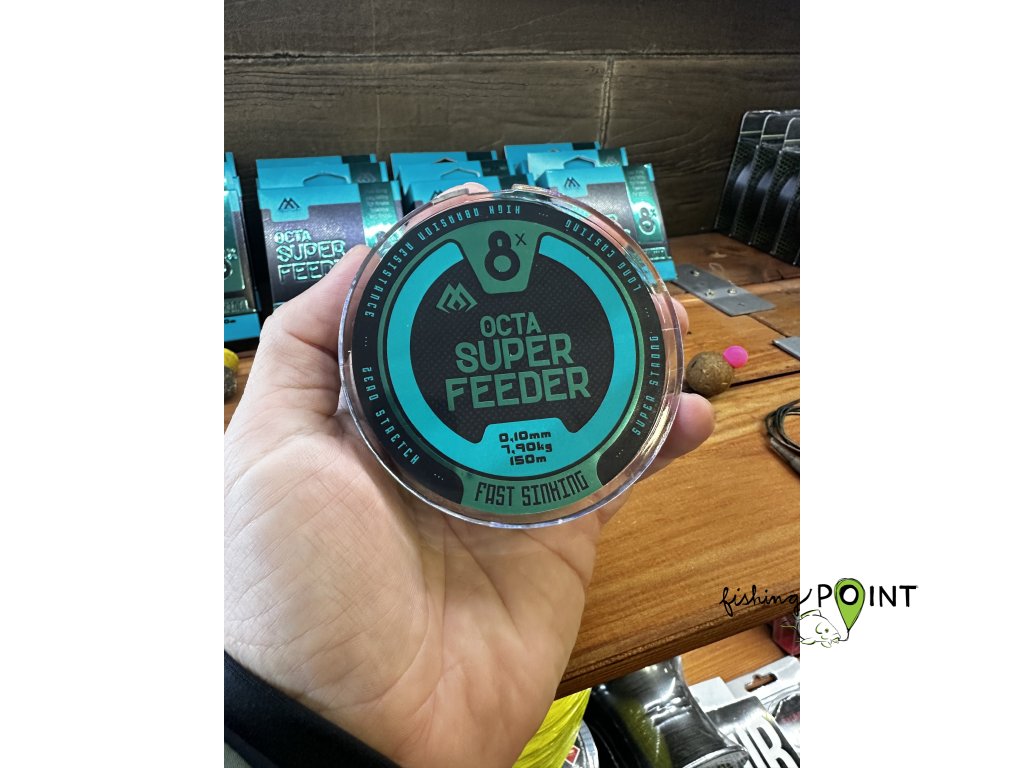 8x
OCTA
SUPER
FEEDER
0,10mm
7,90kg
150m
FAST SINKING
ZERO STRETCH ... HIGH ABRASION RESISTANCE ... LONG CASTING ... SUPER STRONG
OCTA
SUPER
FEEDER
8x
fishing POINT